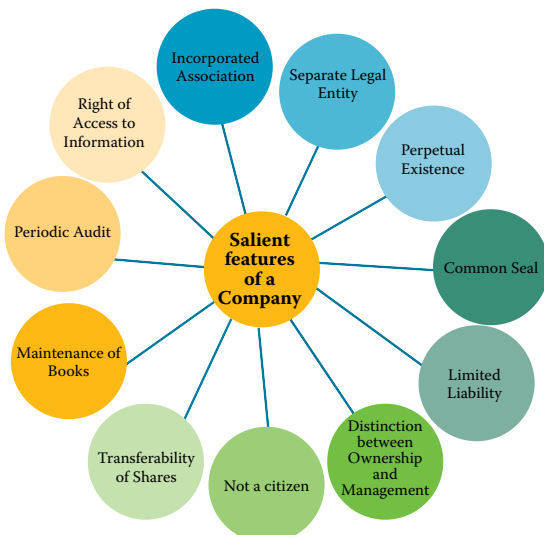 Salient
features
of a
Company
Incorporated
Association
Separate Legal
Entity
Perpetual
Existence
Common Seal
Limited
Liability
Distinction
between
Ownership
and
Management
Not a citizen
Transferability
of Shares
Maintenance of
Books
Periodic Audit
Right of
Access to
Information